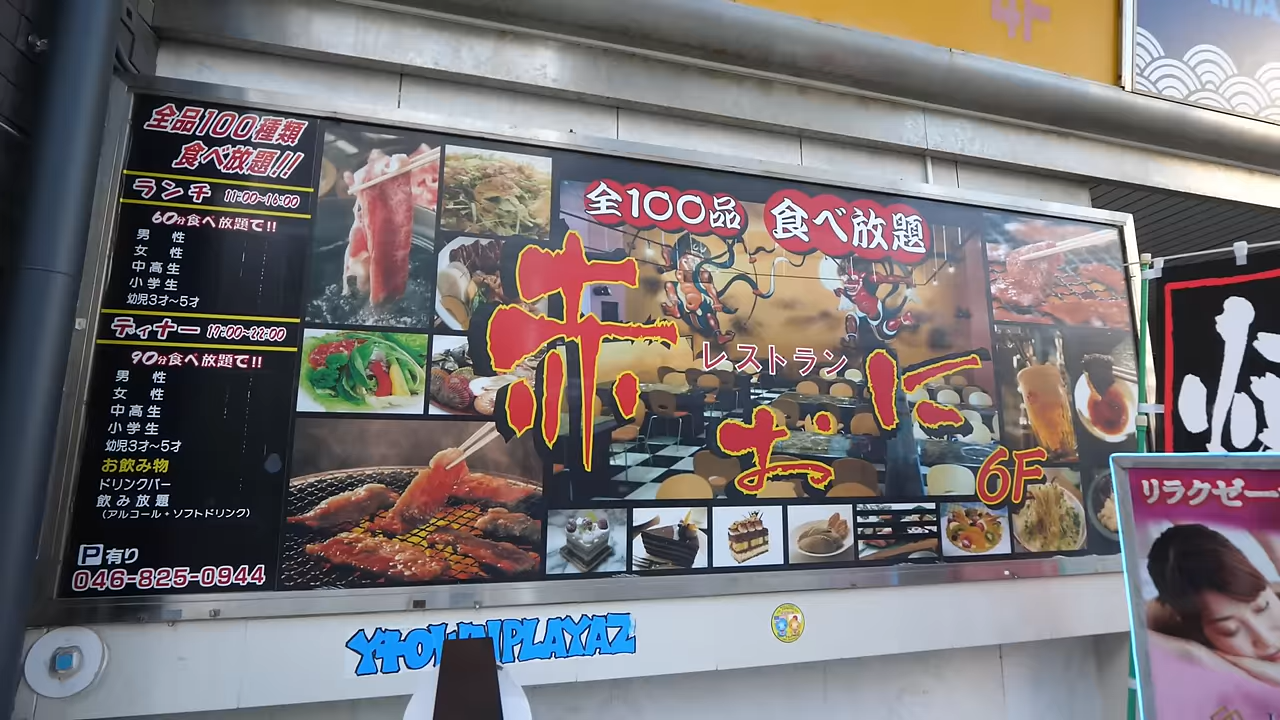 全品100種類
食べ放題!!
ランチ 11:00~16:00
60分食べ放題で!!
男性
女性
中高生
小学生
幼児3才~5才
ディナー 17:00~22:00
90分食べ放題で!!
男性
女性
中高生
小学生
幼児3才~5才
お飲み物
ドリンクバー
飲み放題
(アルコール・ソフトドリンク)
P有り
046-825-0944
全100品 食べ放題
レストラン
赤おに
6F
4F
リラクゼー